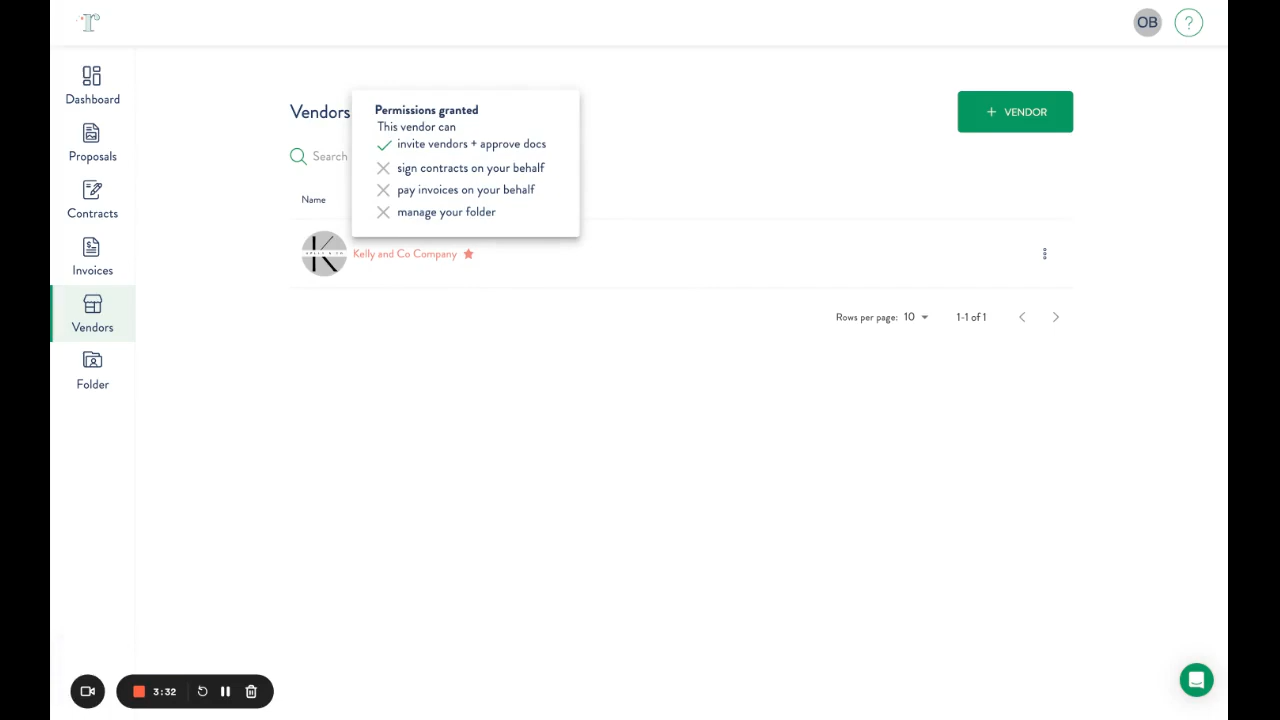 r
OB
?
Dashboard
Proposals
Contracts
Invoices
Vendors
Folder
Vendors
+ VENDOR
Permissions granted
This vendor can
invite vendors + approve docs
sign contracts on your behalf
pay invoices on your behalf
manage your folder
Search
Name
K
Kelly and Co Company
Rows per page: 10
1-1 of 1
3:32